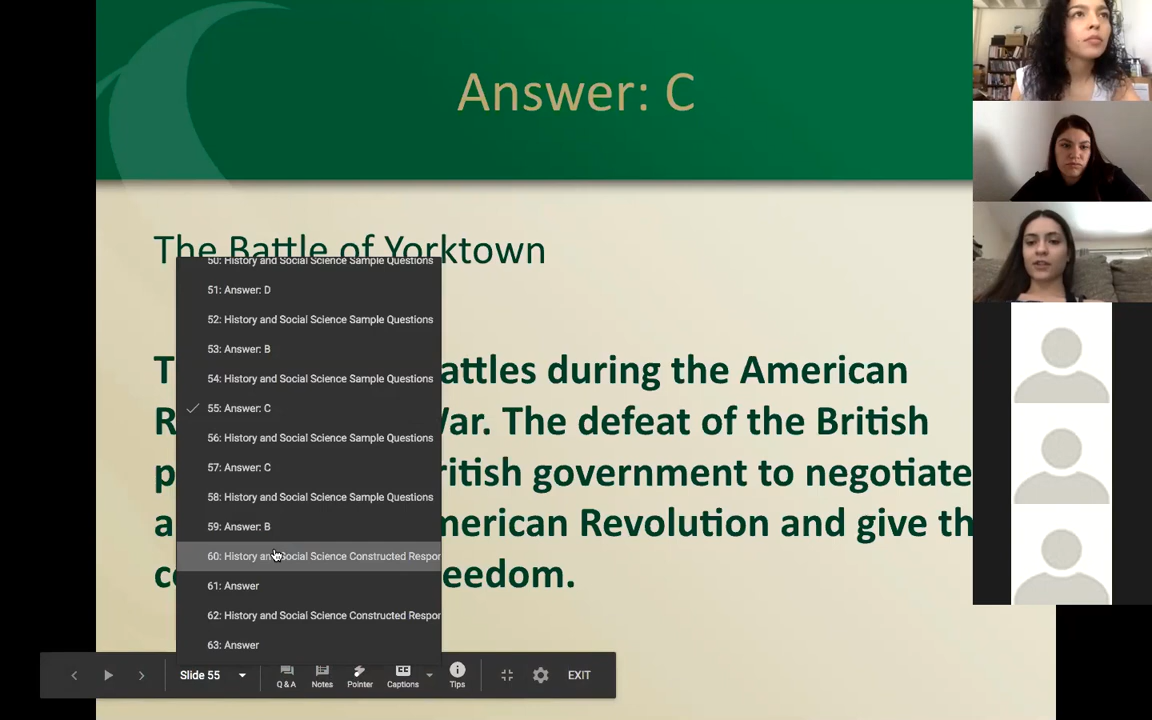 Answer: C
The Battle of Yorktown
50: History and Social Science Sample Questions
51: Answer: D
52: History and Social Science Sample Questions
53: Answer: B
54: History and Social Science Sample Questions
55: Answer: C
56: History and Social Science Sample Questions
57: Answer: C
58: History and Social Science Sample Questions
59: Answer: B
60: History and Social Science Constructed Respon
61: Answer
62: History and Social Science Constructed Respon
63: Answer
T attles during the American
R War. The defeat of the British
p ritish government to negotiate
a merican Revolution and give th
c eedom.
Slide 55
Q & A
Notes
Pointer
CC
Captions
Tips
EXIT